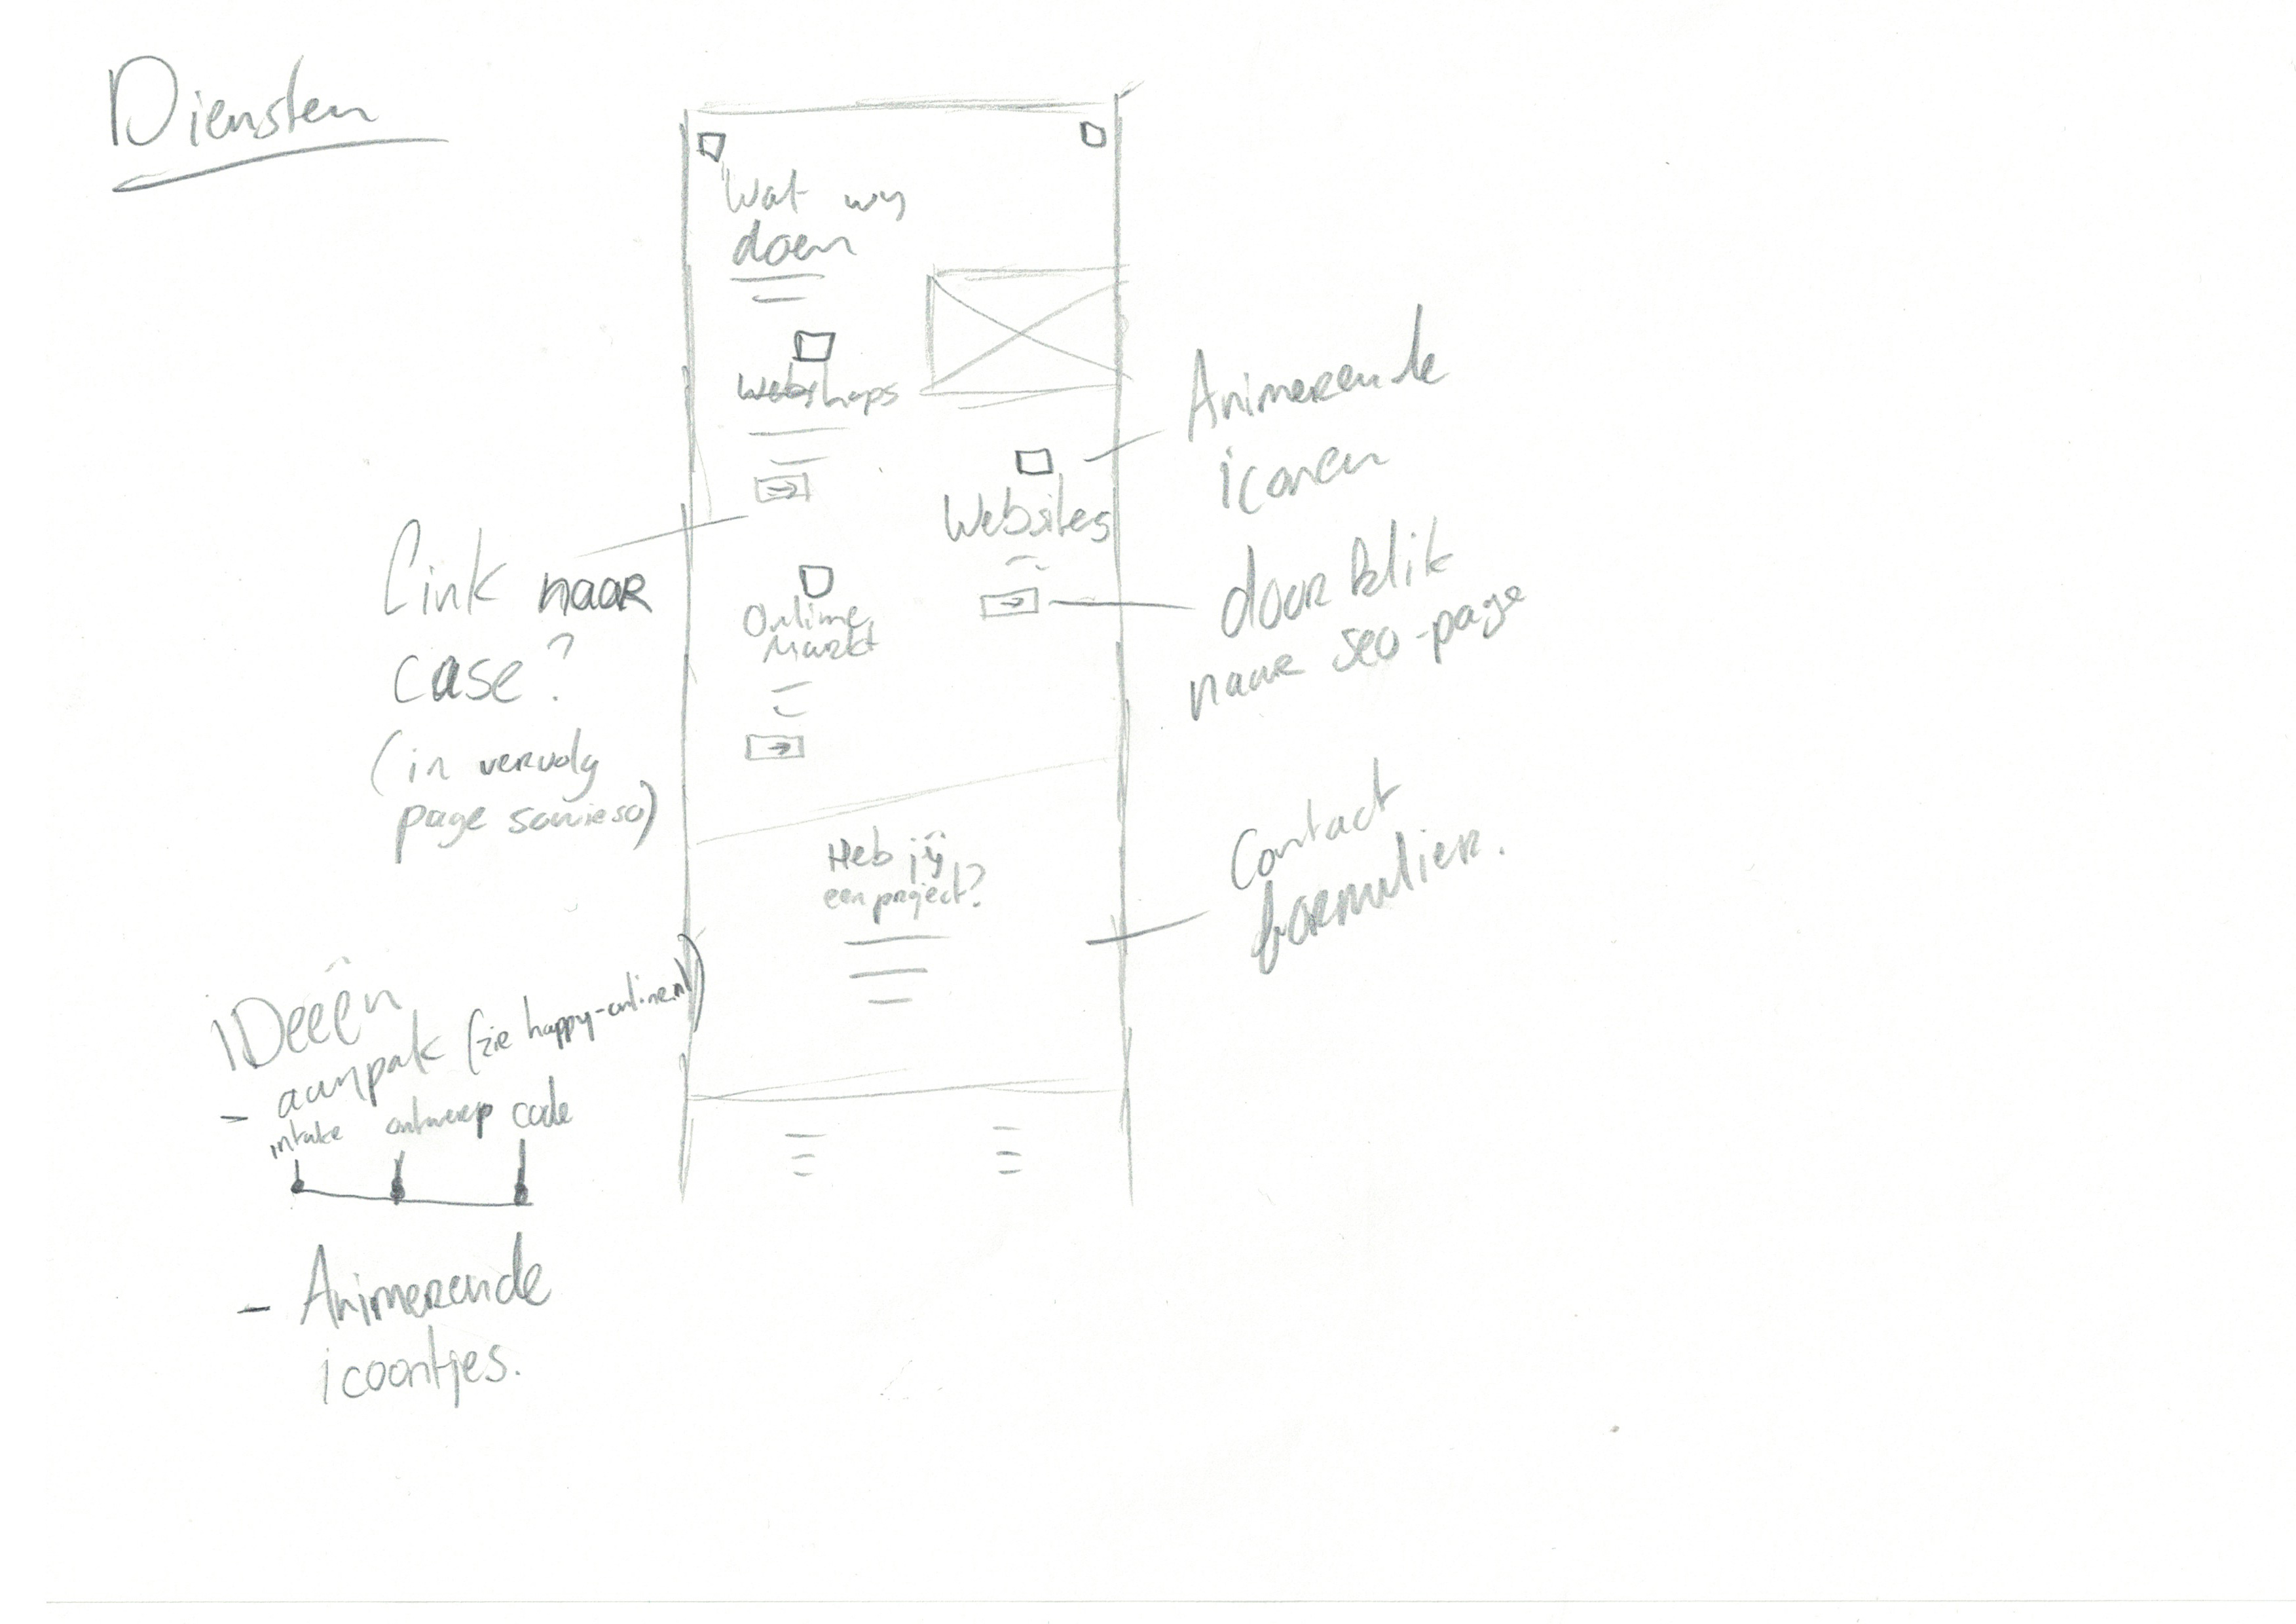 Diensten
Wat wij
doen
Webshops
Websites
Online
Markt
Heb jij
een project?
Link naar
case?
(in vervolg
page sowieso)
Animerende
iconen
door klik
naar seo-page
Contact
formulier.
iDeeën
- aanpak (zie happy-online.nl)
intake ontwerp code
- Animerende
icoontjes.